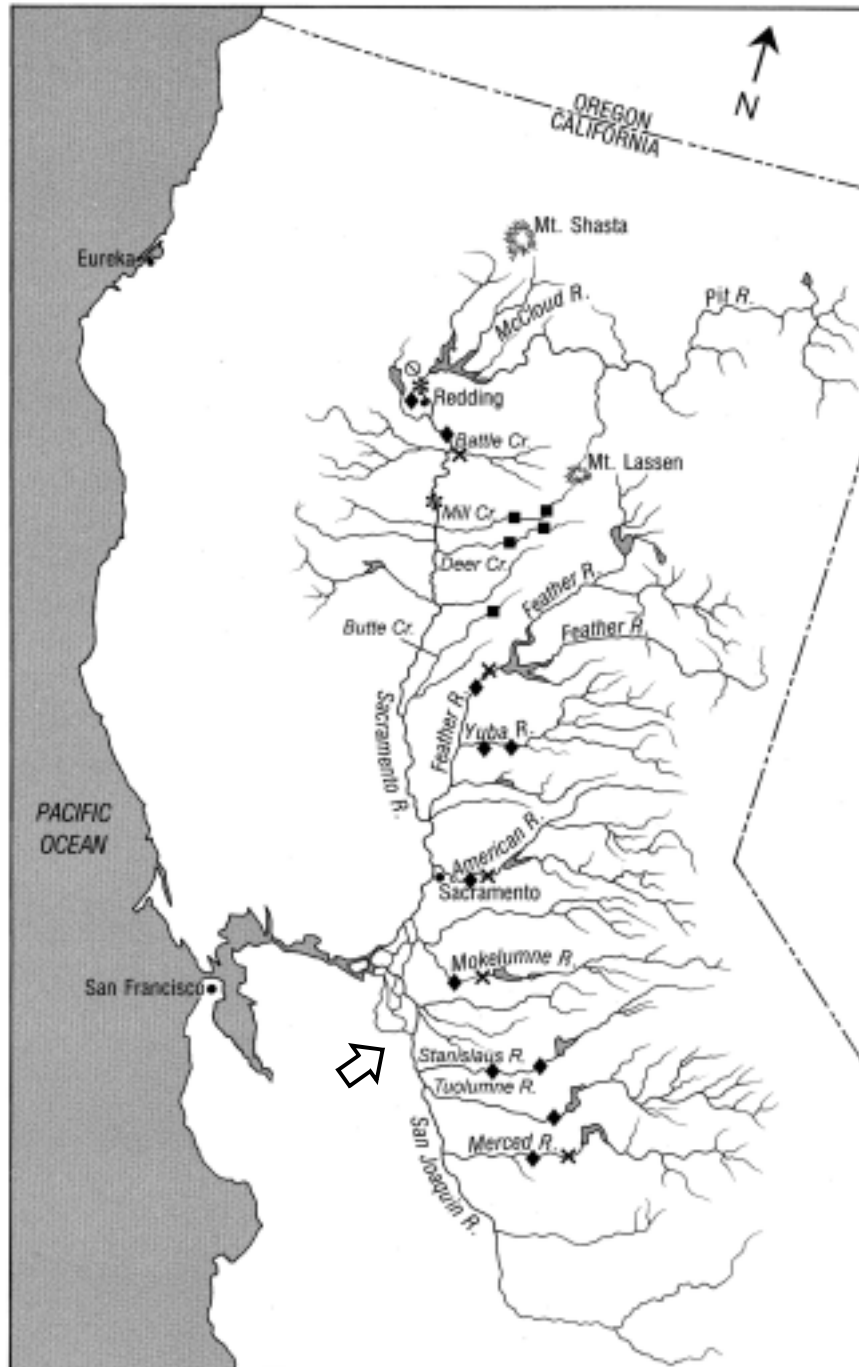 N
OREGON
CALIFORNIA
Mt. Shasta
Eureka
McCloud R.
Pit R.
Redding
Battle Cr.
Mt. Lassen
Mill Cr.
Deer Cr.
Feather R.
Feather R.
Butte Cr.
Feather R.
Sacramento R.
Yuba R.
PACIFIC
OCEAN
American R.
Sacramento
Mokelumne R.
San Francisco
Stanislaus R.
Tuolumne R.
Merced R.
San Joaquin R.